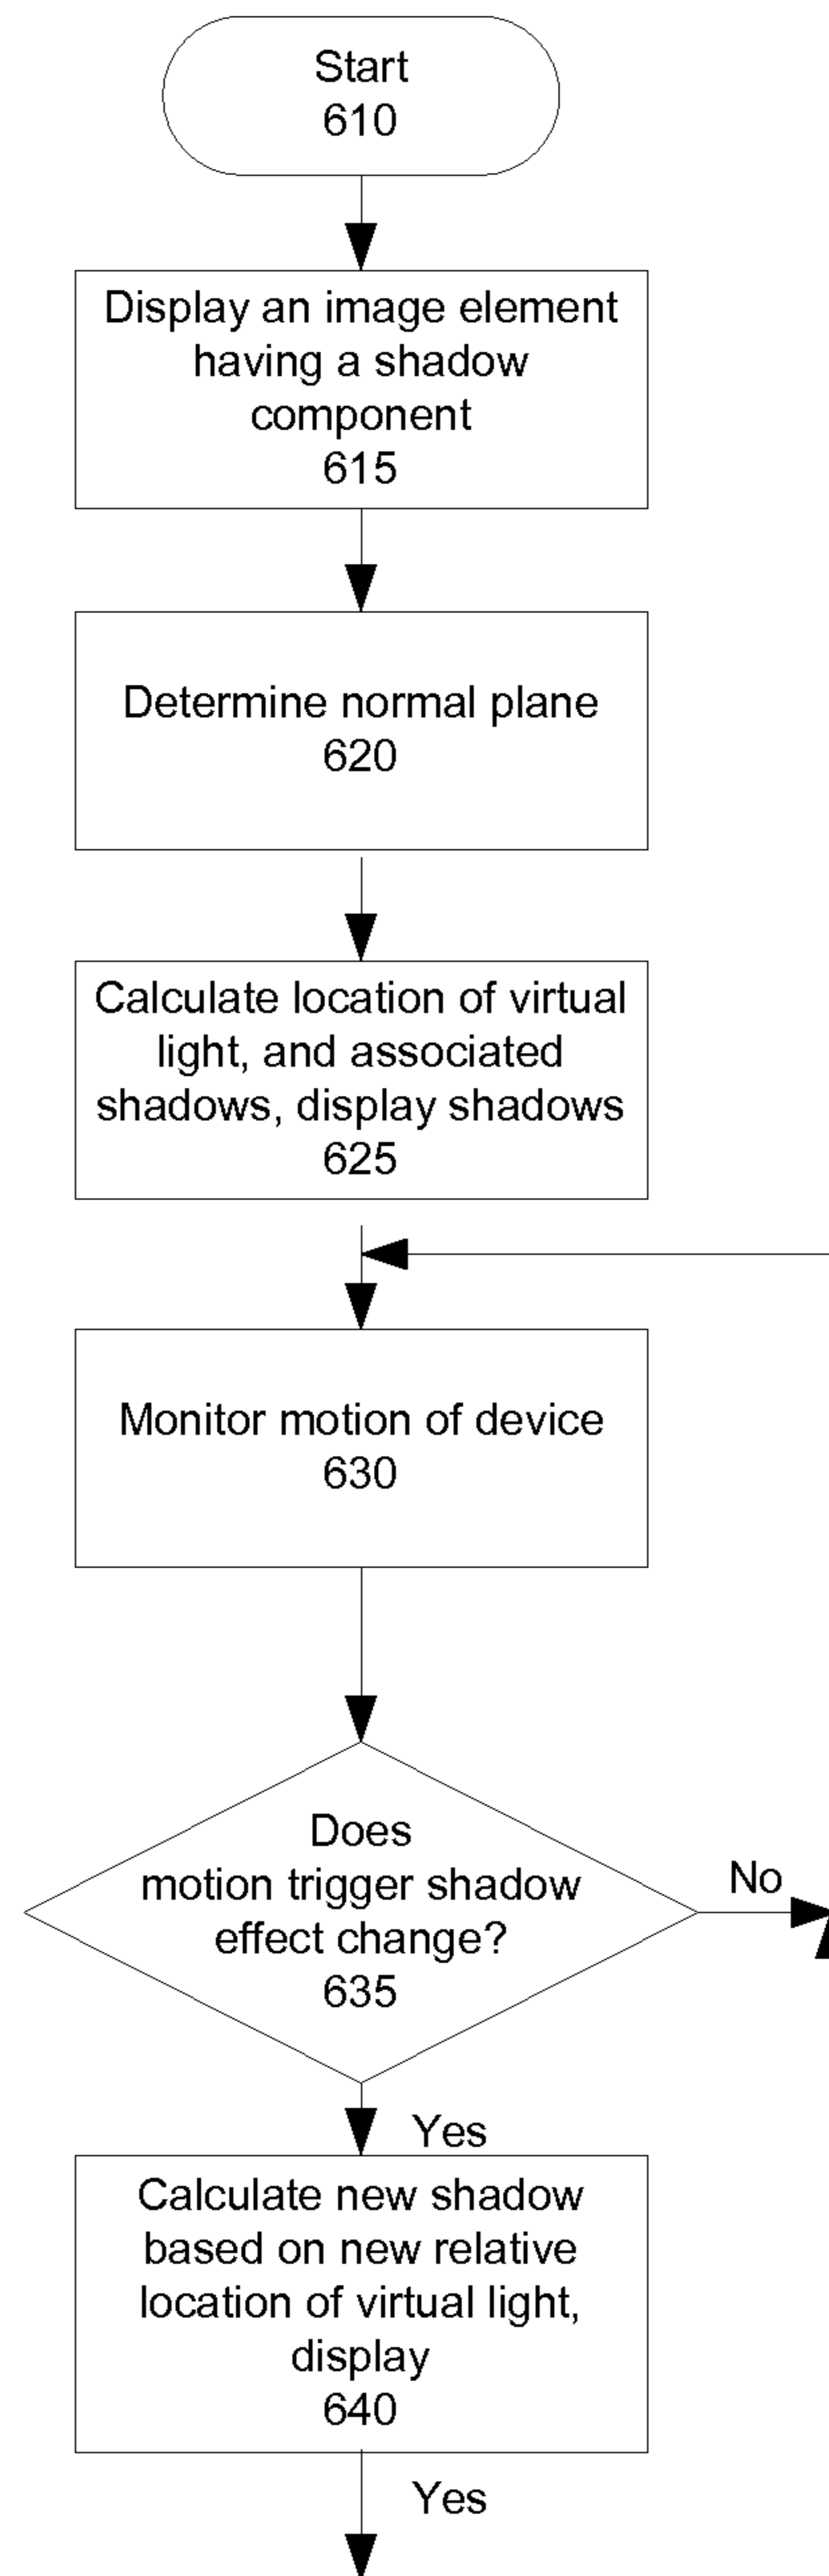 Start
610
Display an image element
having a shadow
component
615
Determine normal plane
620
Calculate location of virtual
light, and associated
shadows, display shadows
625
Monitor motion of device
630
Does
motion trigger shadow
effect change?
635
No
Yes
Calculate new shadow
based on new relative
location of virtual light,
display
640
Yes